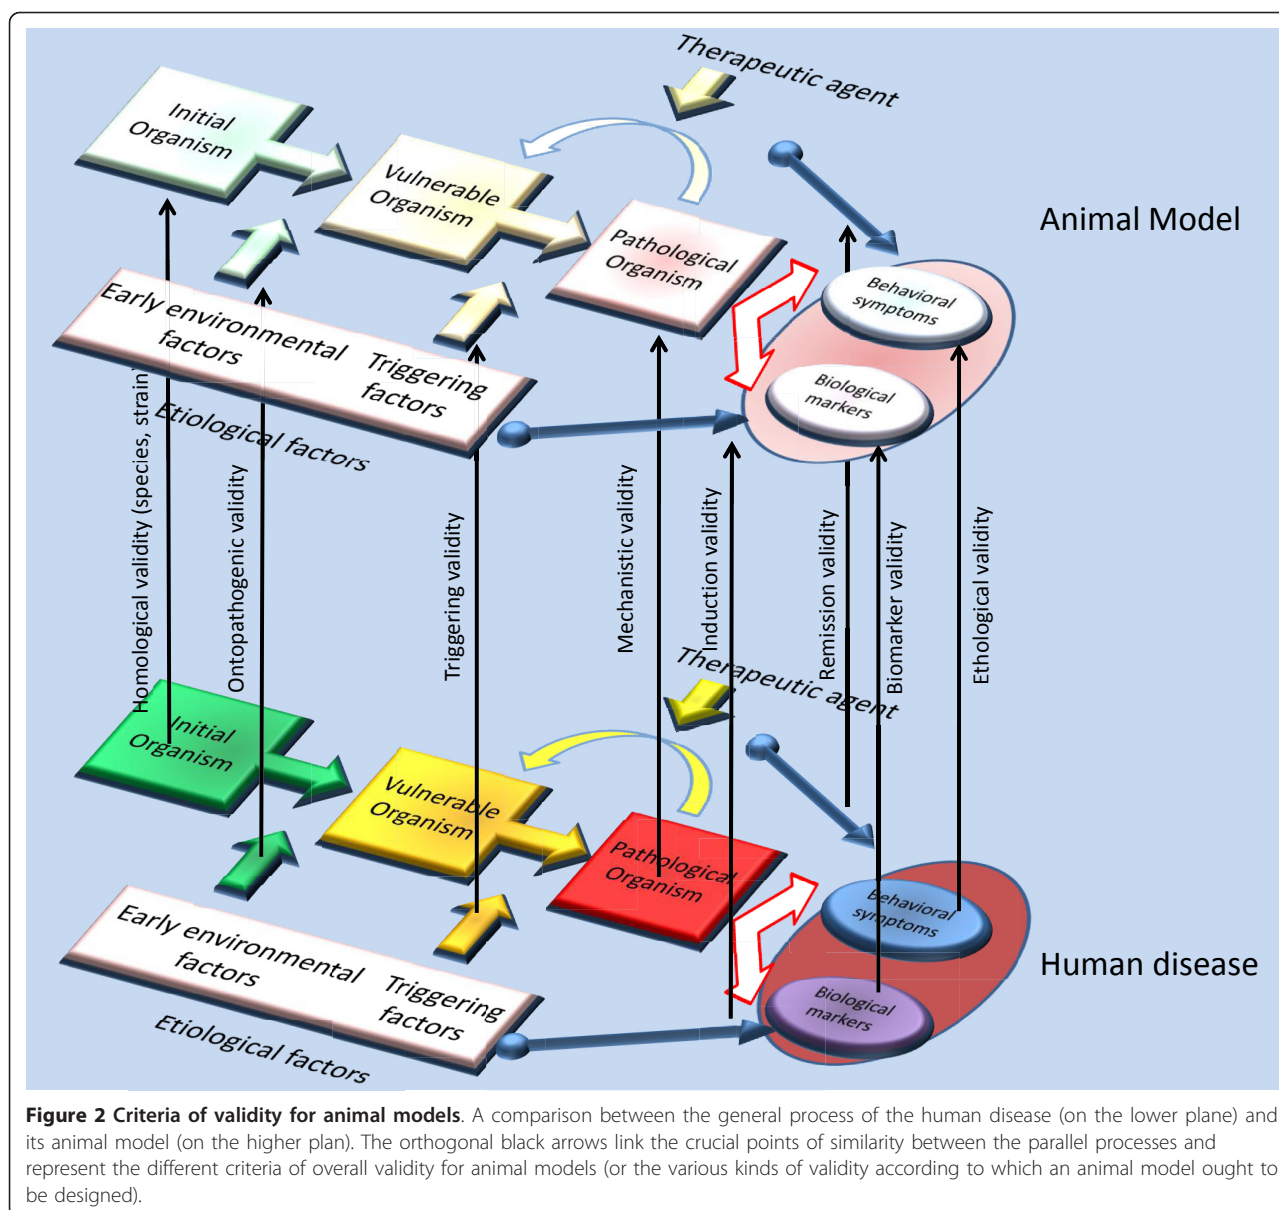 Therapeutic agent
Initial
Organism
Vulnerable
Organism
Pathological
Organism
Animal Model
Behavioral
symptoms
Biological
markers
Early environmental
factors
Triggering
factors
Etiological factors
Homological validity (species, strain)
Ontopathogenic validity
Triggering validity
Mechanistic validity
Induction validity
Remission validity
Biomarker validity
Ethological validity
Therapeutic agent
Initial
Organism
Vulnerable
Organism
Pathological
Organism
Behavioral
symptoms
Human disease
Biological
markers
Early environmental
factors
Triggering
factors
Etiological factors
Figure 2 Criteria of validity for animal models. A comparison between the general process of the human disease (on the lower plane) and
its animal model (on the higher plan). The orthogonal black arrows link the crucial points of similarity between the parallel processes and
represent the different criteria of overall validity for animal models (or the various kinds of validity according to which an animal model ought to
be designed).